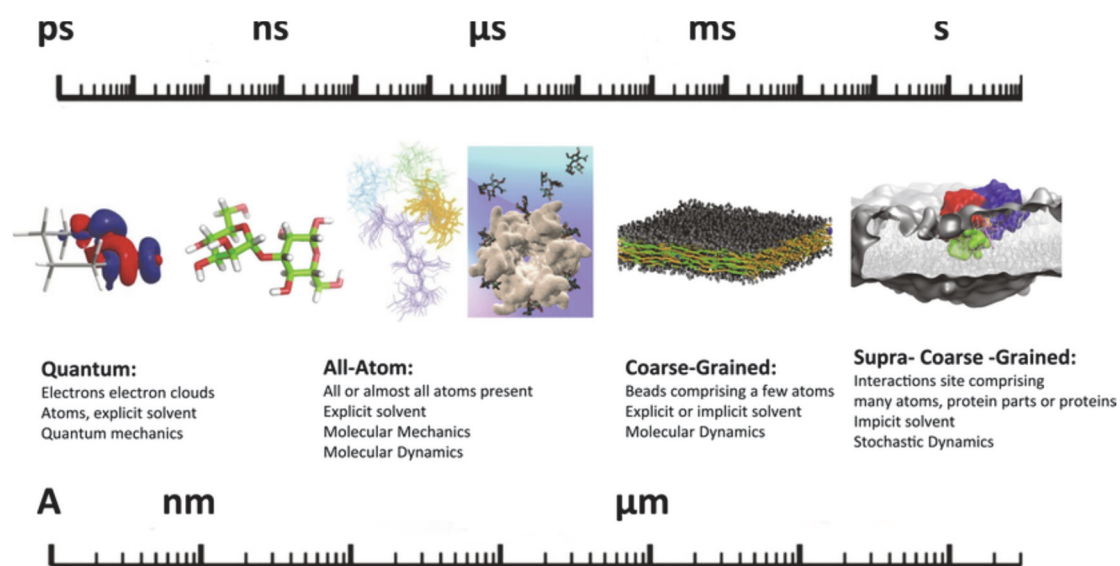 ps ns µs ms s
Quantum:
Electrons electron clouds
Atoms, explicit solvent
Quantum mechanics
All-Atom:
All or almost all atoms present
Explicit solvent
Molecular Mechanics
Molecular Dynamics
Coarse-Grained:
Beads comprising a few atoms
Explicit or implicit solvent
Molecular Dynamics
Supra- Coarse -Grained:
Interactions site comprising
many atoms, protein parts or proteins
Impicit solvent
Stochastic Dynamics
A nm µm